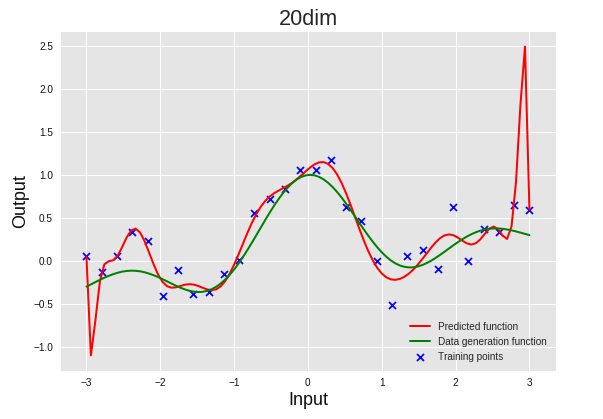 20dim
2.5
2.0
1.5
1.0
0.5
0.0
−0.5
−1.0
Output
−3
−2
−1
0
1
2
3
Input
Predicted function
Data generation function
Training points